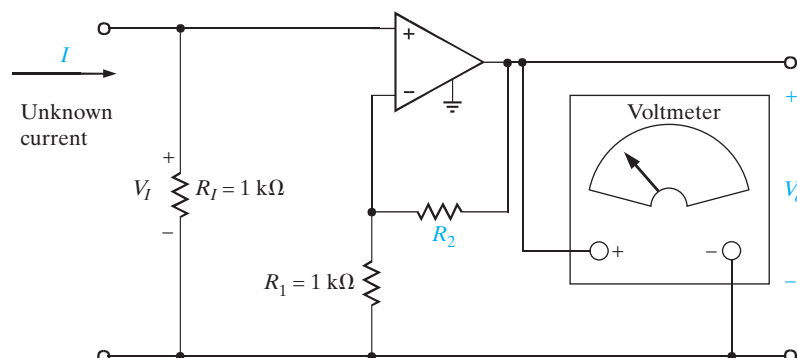 I
Unknown
current
+
V_I
−
R_I = 1 kΩ
+
−
R_1 = 1 kΩ
R_2
Voltmeter
+
−
+
−